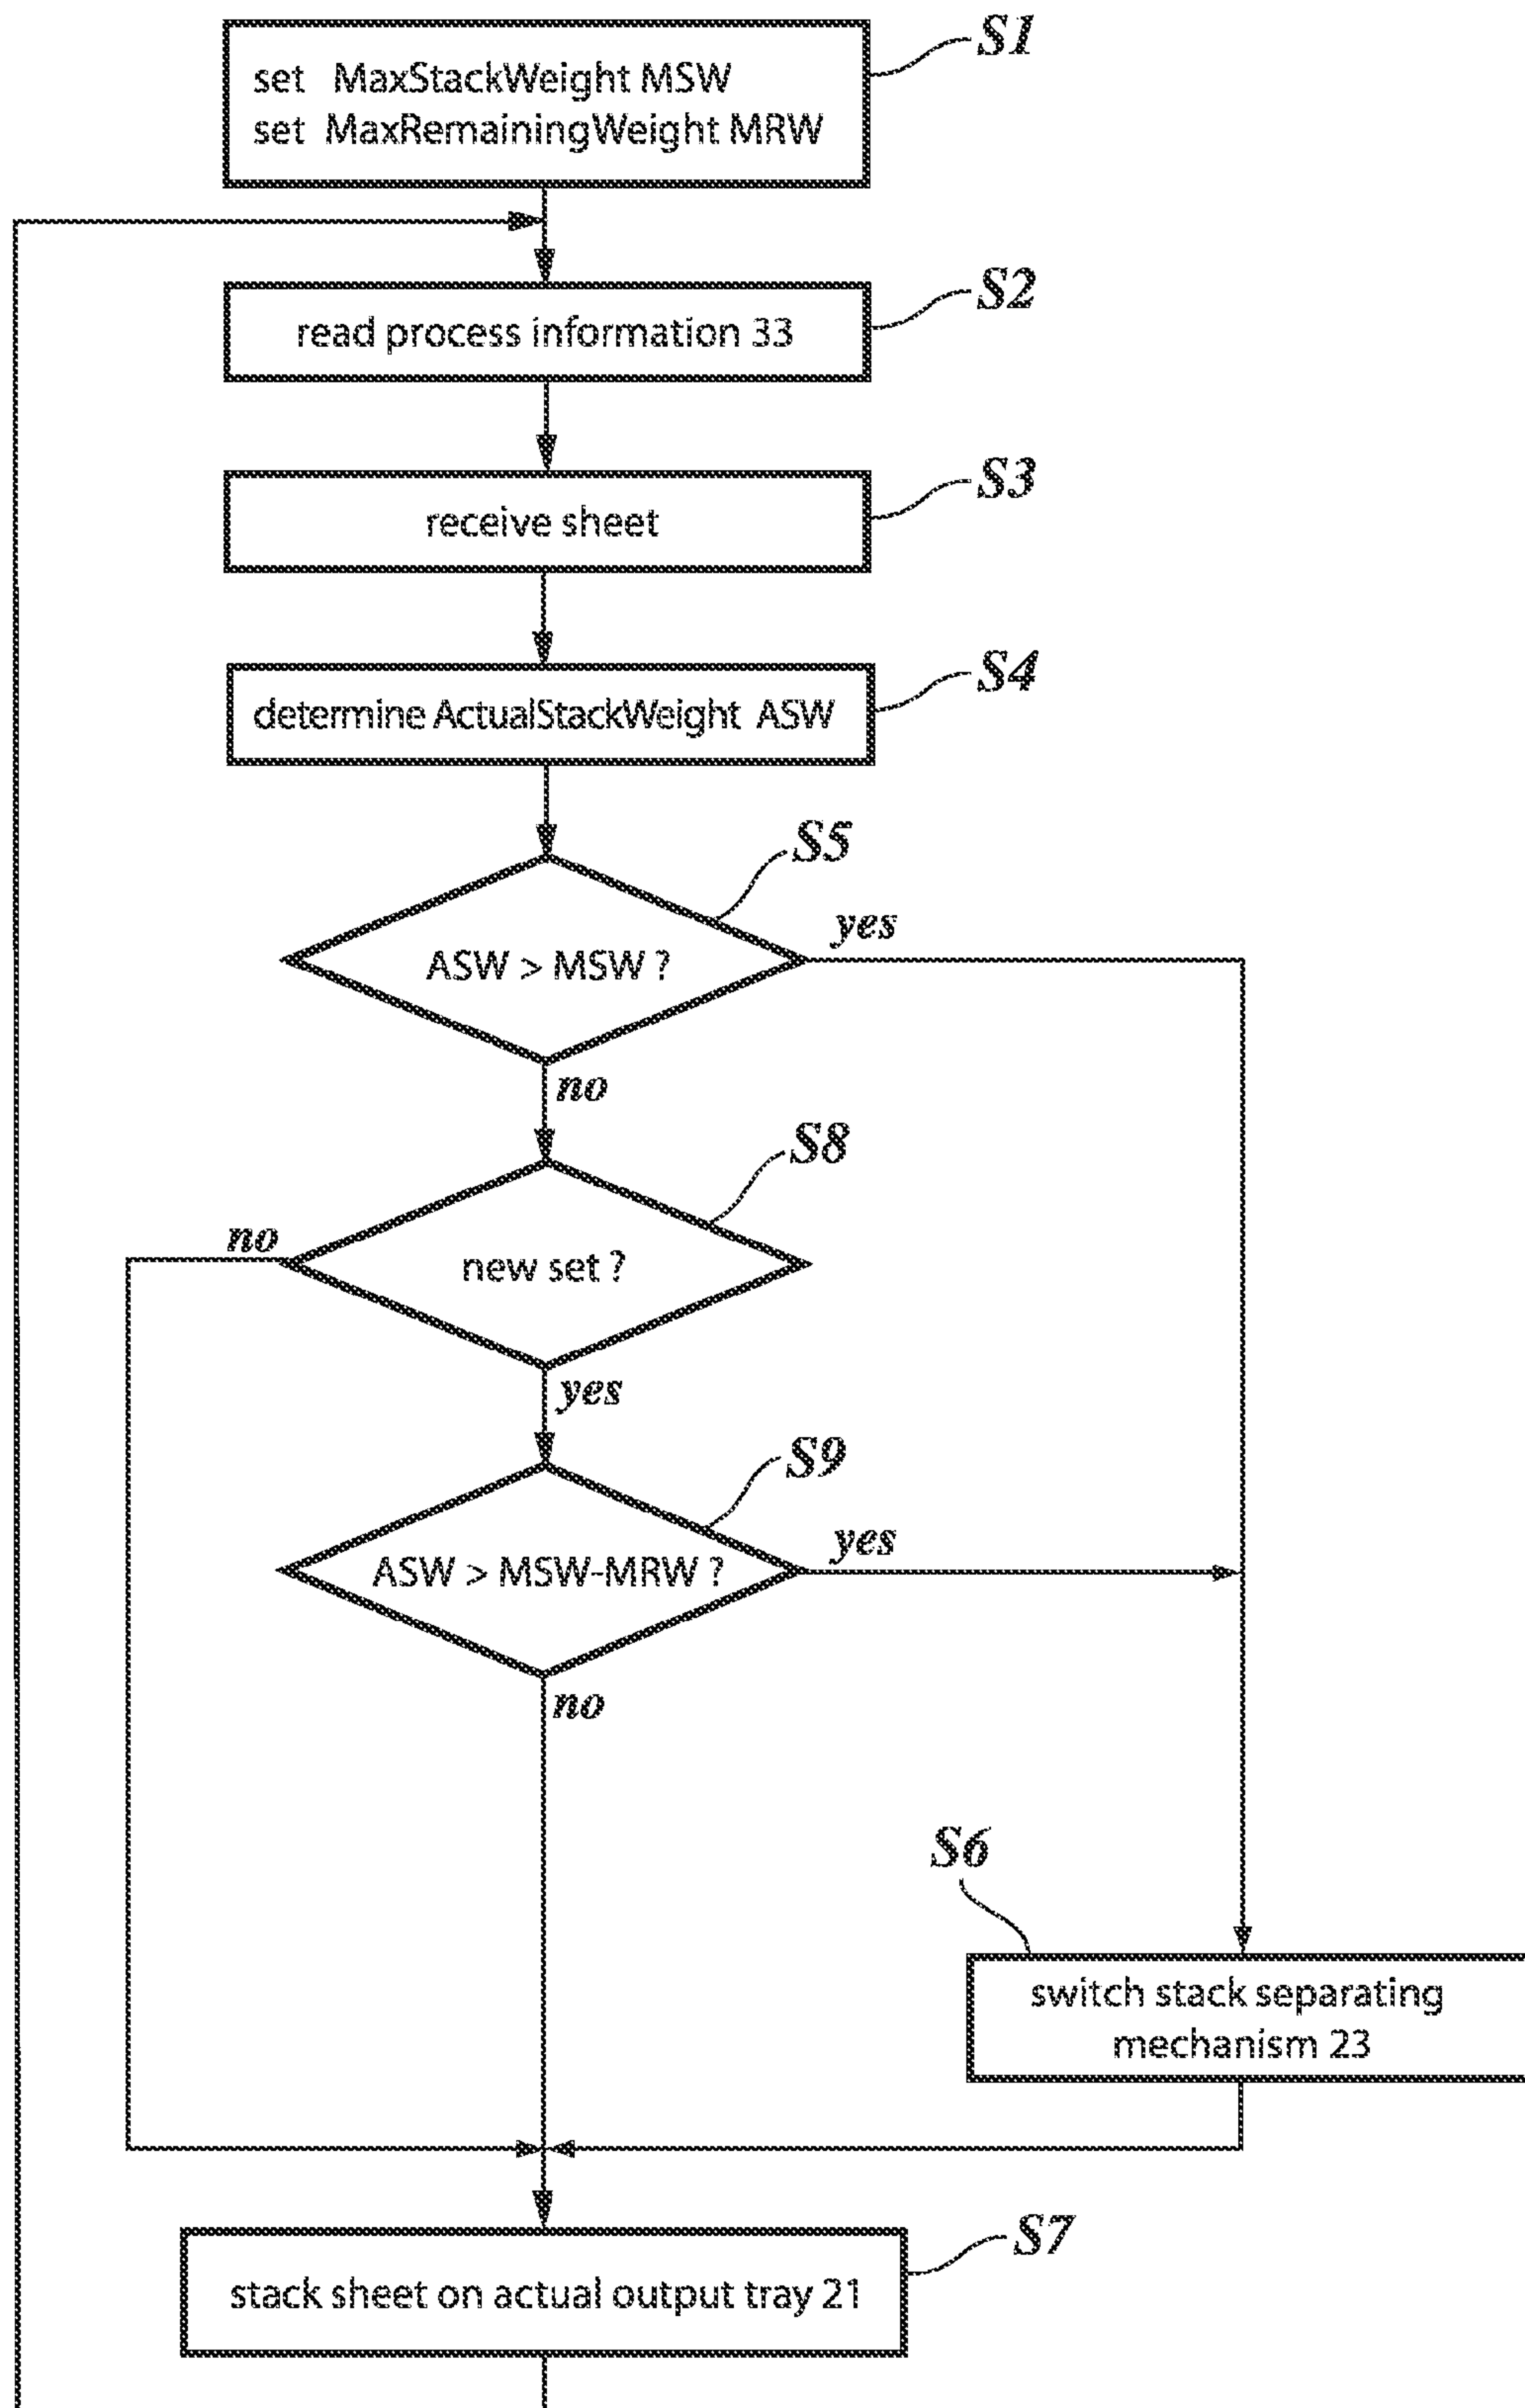 S1
set MaxStackWeight MSW
set MaxRemainingWeight MRW
S2
read process information 33
S3
receive sheet
S4
determine ActualStackWeight ASW
S5
yes
ASW > MSW ?
no
S8
no
new set ?
yes
S9
yes
ASW > MSW-MRW ?
no
S6
switch stack separating
mechanism 23
S7
stack sheet on actual output tray 21